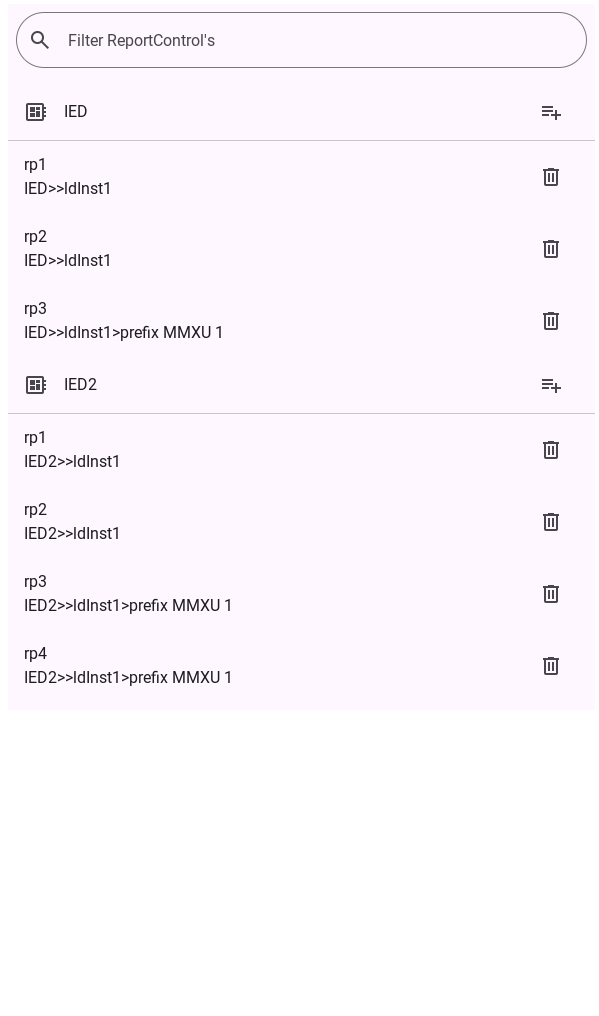 Filter ReportControl's
IED
rp1
IED>>ldInst1
rp2
IED>>ldInst1
rp3
IED>>ldInst1>prefix MMXU 1
IED2
rp1
IED2>>ldInst1
rp2
IED2>>ldInst1
rp3
IED2>>ldInst1>prefix MMXU 1
rp4
IED2>>ldInst1>prefix MMXU 1